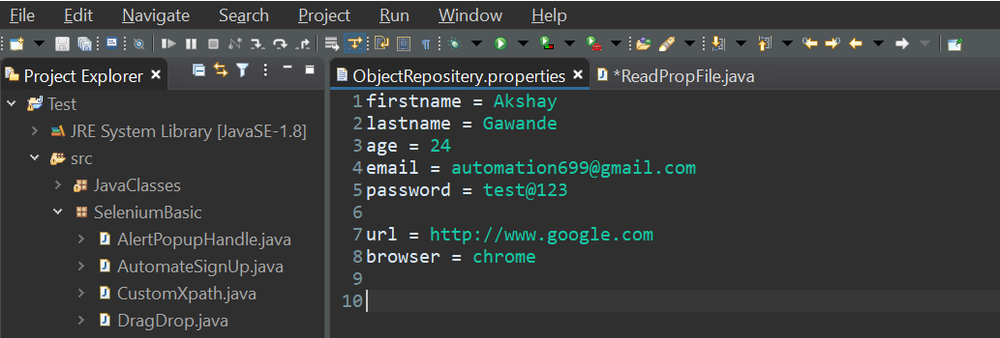 File Edit Navigate Search Project Run Window Help
Project Explorer
Test
JRE System Library [JavaSE-1.8]
src
JavaClasses
SeleniumBasic
AlertPopupHandle.java
AutomateSignUp.java
CustomXpath.java
DragDrop.java
ObjectRepositery.properties *ReadPropFile.java
1 firstname = Akshay
2 lastname = Gawande
3 age = 24
4 email = automation699@gmail.com
5 password = test@123
6
7 url = http://www.google.com
8 browser = chrome
9
10